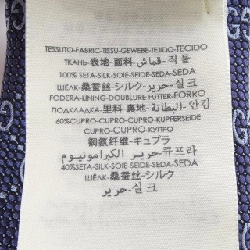 TESSUTO-FABRIC-TISSU-GEWEBE-TEJIDO-TECIDO
ТКАНЬ-表地-面料-قماش-직물
100% SETA-SILK-SOIE-SEIDE-SEDA-SEDA
ШЕЛК-桑蚕丝-シルク-حرير-실크
FODERA-LINING-DOUBLURE-FUTTER-FORRO
ПОДКЛАДКА-里料-裏地-البطانة-안감
60%CUPRO-CUPRO-CUPRO-KUPFERSEIDE
CUPRO-CUPRO-КУПРО
铜氨纤维-キュプラ
حرير الكبرامونيوم-큐프라
40%SETA-SILK-SOIE-SEIDE-SEDA-SEDA
ШЕЛК-桑蚕丝-シルク
حرير-실크